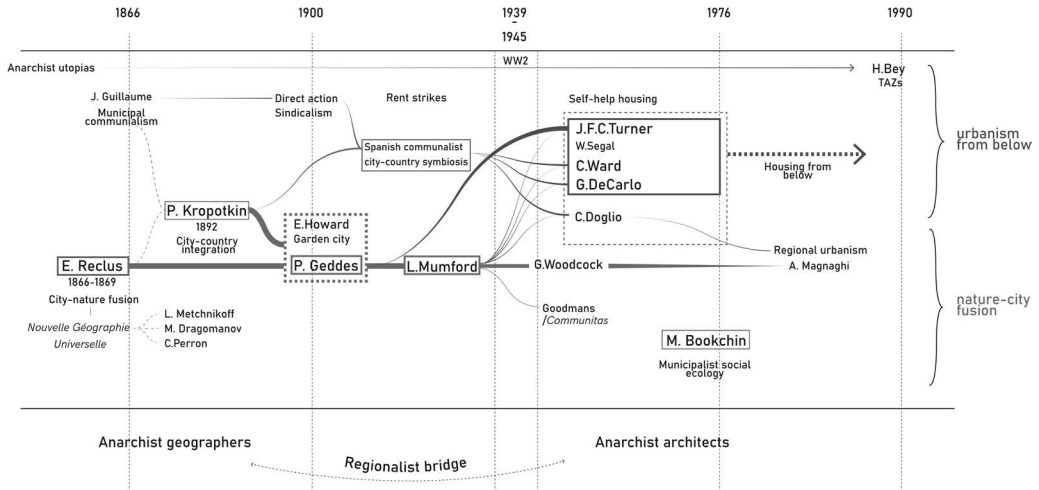 1866
1900
1939
-
1945
1976
1990
WW2
Anarchist utopias
H.Bey
TAZs
J. Guillaume
Municipal
communialism
Direct action
Sindicalism
Rent strikes
Self-help housing
Spanish communalist
city-country symbiosis
J.F.C.Turner
W.Segal
C.Ward
G.DeCarlo
C.Doglio
Housing from
below
urbanism
from below
P. Kropotkin
1892
City-country
integration
E.Howard
Garden city
P. Geddes
L.Mumford
G.Woodcock
Regional urbanism
A. Magnaghi
E. Reclus
1866-1869
City-nature fusion
Nouvelle Géographie
Universelle
L. Metchnikoff
M. Dragomanov
C.Perron
Goodmans
/Communitas
M. Bookchin
Municipalist social
ecology
nature-city
fusion
Anarchist geographers
Regionalist bridge
Anarchist architects